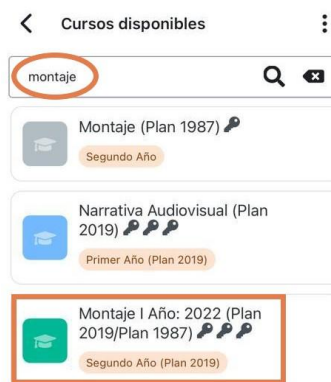 Cursos disponibles
montaje
Montaje (Plan 1987)
Segundo Año
Narrativa Audiovisual (Plan
2019)
Primer Año (Plan 2019)
Montaje I Año: 2022 (Plan
2019/Plan 1987)
Segundo Año (Plan 2019)